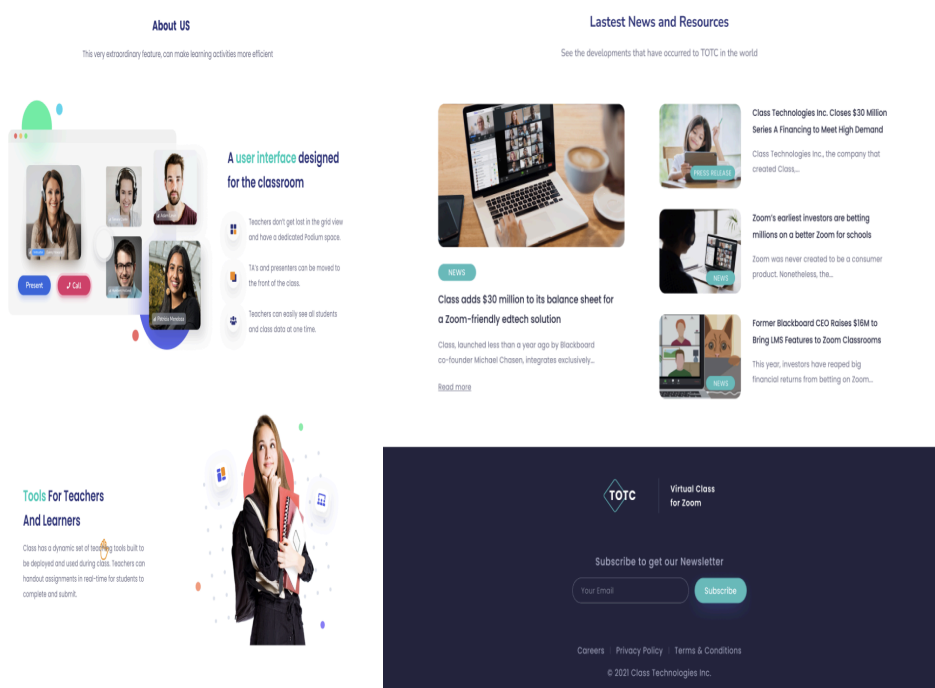 About US
This very extraordinary feature, can make learning activities more efficient
Present
Call
Patricia Mendoza
A user interface designed
for the classroom
Teachers don't get lost in the grid view
and have a dedicated Podium space.
TA's and presenters can be moved to
the front of the class.
Teachers can easily see all students
and class data at one time.
Tools For Teachers
And Learners
Class has a dynamic set of teaching tools built to
be deployed and used during class. Teachers can
handout assignments in real-time for students to
complete and submit.
Lastest News and Resources
See the developments that have occurred to TOTC in the world
NEWS
Class adds $30 million to its balance sheet for
a Zoom-friendly edtech solution
Class, launched less than a year ago by Blackboard
co-founder Michael Chasen, integrates exclusively...
Read more
PRESS RELEASE
Class Technologies Inc. Closes $30 Million
Series A Financing to Meet High Demand
Class Technologies Inc., the company that
created Class,...
NEWS
Zoom's earliest investors are betting
millions on a better Zoom for schools
Zoom was never created to be a consumer
product. Nonetheless, the...
NEWS
Former Blackboard CEO Raises $16M to
Bring LMS Features to Zoom Classrooms
This year, investors have reaped big
financial returns from betting on Zoom...
TOTC
Virtual Class
for Zoom
Subscribe to get our Newsletter
Your Email
Subscribe
Careers
Privacy Policy
Terms & Conditions
© 2021 Class Technologies Inc.